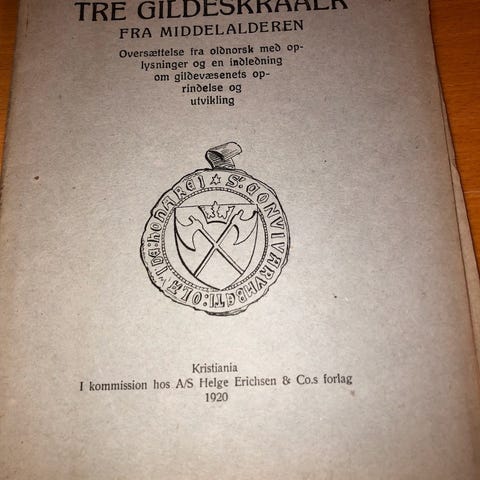 TRE GILDESKRAAER
FRA MIDDELALDEREN
Oversættelse fra oldnorsk med op-
lysninger og en indledning
om gildevæsenets op-
rindelse og
utvikling
Kristiania
I kommission hos A/S Helge Erichsen & Co.s forlag
1920